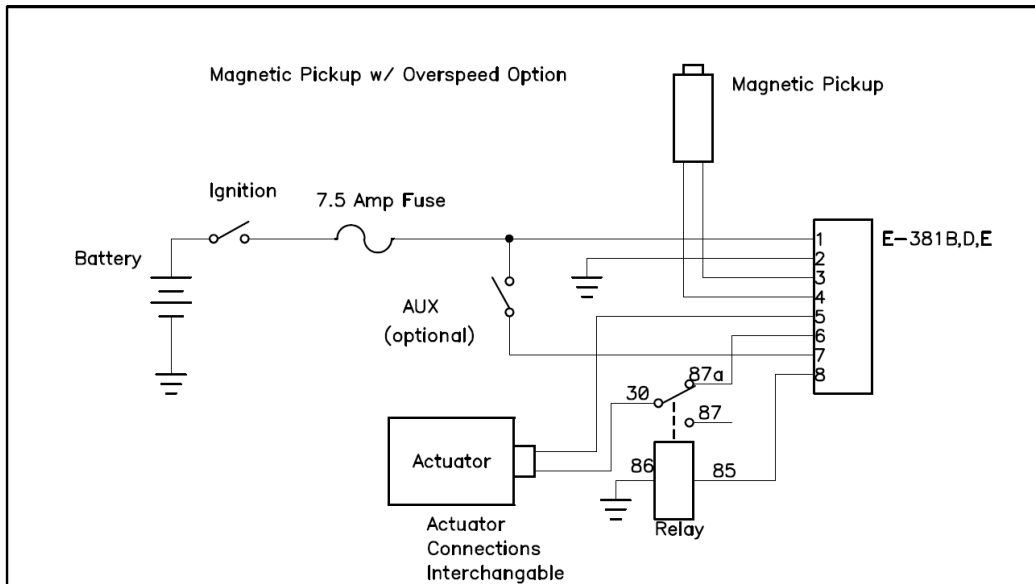 Magnetic Pickup w/ Overspeed Option
Magnetic Pickup
Ignition
7.5 Amp Fuse
Battery
AUX
(optional)
1
2
3
4
5
6
7
8
E-381B,D,E
30
87a
87
86
85
Relay
Actuator
Actuator
Connections
Interchangable